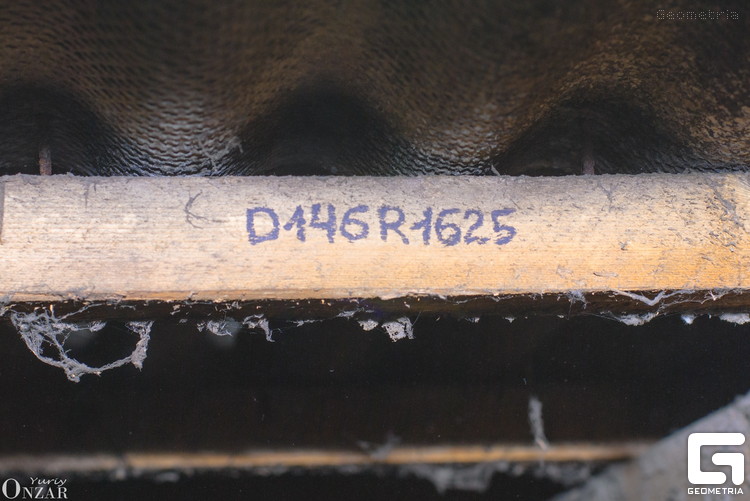 Geometria
D146R1625
Yuriy
ONZAR
G
GEOMETRIA